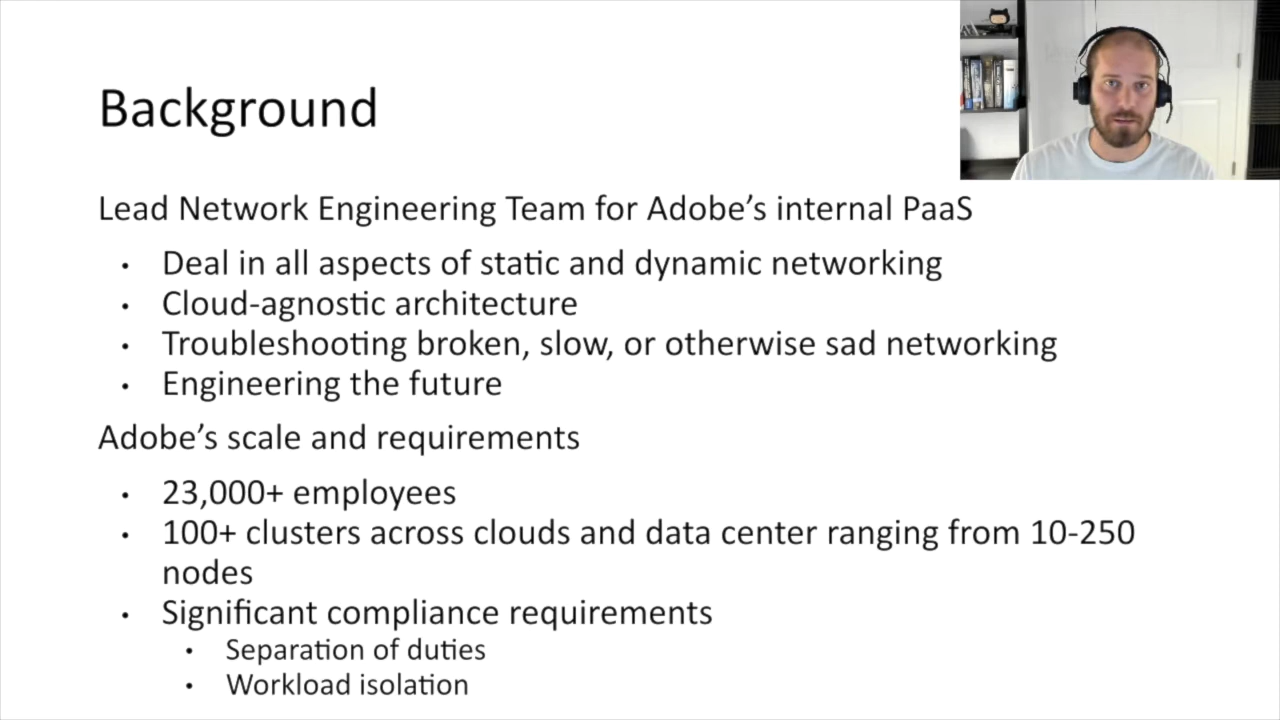 Background
Lead Network Engineering Team for Adobe’s internal PaaS
• Deal in all aspects of static and dynamic networking
• Cloud-agnostic architecture
• Troubleshooting broken, slow, or otherwise sad networking
• Engineering the future
Adobe’s scale and requirements
• 23,000+ employees
• 100+ clusters across clouds and data center ranging from 10-250
nodes
• Significant compliance requirements
• Separation of duties
• Workload isolation